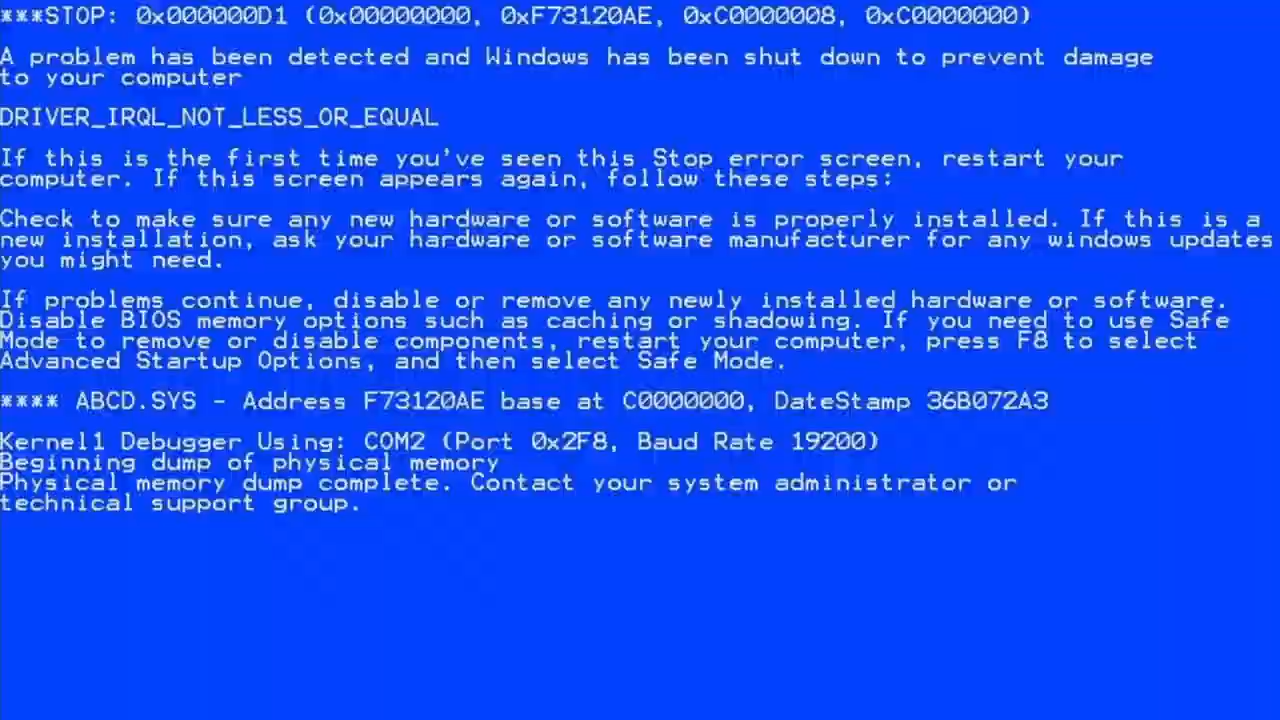 ***STOP: 0x000000D1 (0x00000000, 0xF73120AE, 0xC0000008, 0xC0000000)
A problem has been detected and Windows has been shut down to prevent damage
to your computer
DRIVER_IRQL_NOT_LESS_OR_EQUAL
If this is the first time you've seen this Stop error screen, restart your
computer. If this screen appears again, follow these steps:
Check to make sure any new hardware or software is properly installed. If this is a
new installation, ask your hardware or software manufacturer for any windows updates
you might need.
If problems continue, disable or remove any newly installed hardware or software.
Disable BIOS memory options such as caching or shadowing. If you need to use Safe
Mode to remove or disable components, restart your computer, press F8 to select
Advanced Startup Options, and then select Safe Mode.
**** ABCD.SYS - Address F73120AE base at C0000000, DateStamp 36B072A3
Kernel1 Debugger Using: COM2 (Port 0x2F8, Baud Rate 19200)
Beginning dump of physical memory
Physical memory dump complete. Contact your system administrator or
technical support group.